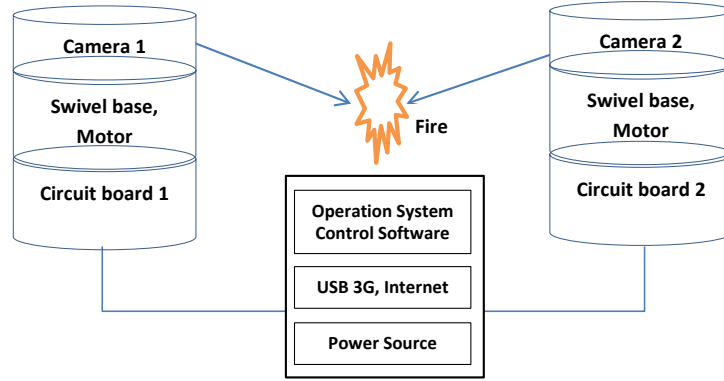 Camera 1
Swivel base,
Motor
Circuit board 1
Fire
Camera 2
Swivel base,
Motor
Circuit board 2
Operation System
Control Software
USB 3G, Internet
Power Source